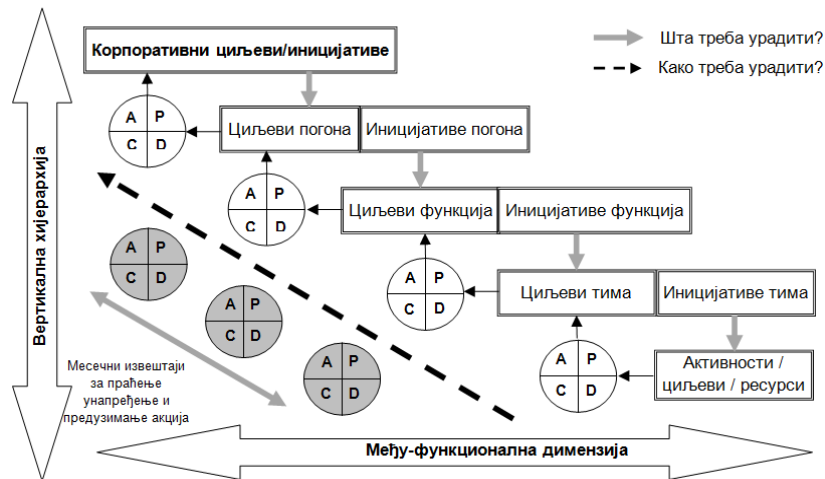 Корпоративни циљеви/иницијативе
Шта треба урадити?
Како треба урадити?
A P
C D
Циљеви погона
Иницијативе погона
A P
C D
Циљеви функција
Иницијативе функција
A P
C D
A P
C D
Циљеви тима
Иницијативе тима
A P
C D
A P
C D
A P
C D
Активности /
циљеви / ресурси
Месечни извештаји
за праћење
унапређење и
предузимање акција
Вертикална хијерархија
Међу-функционална димензија